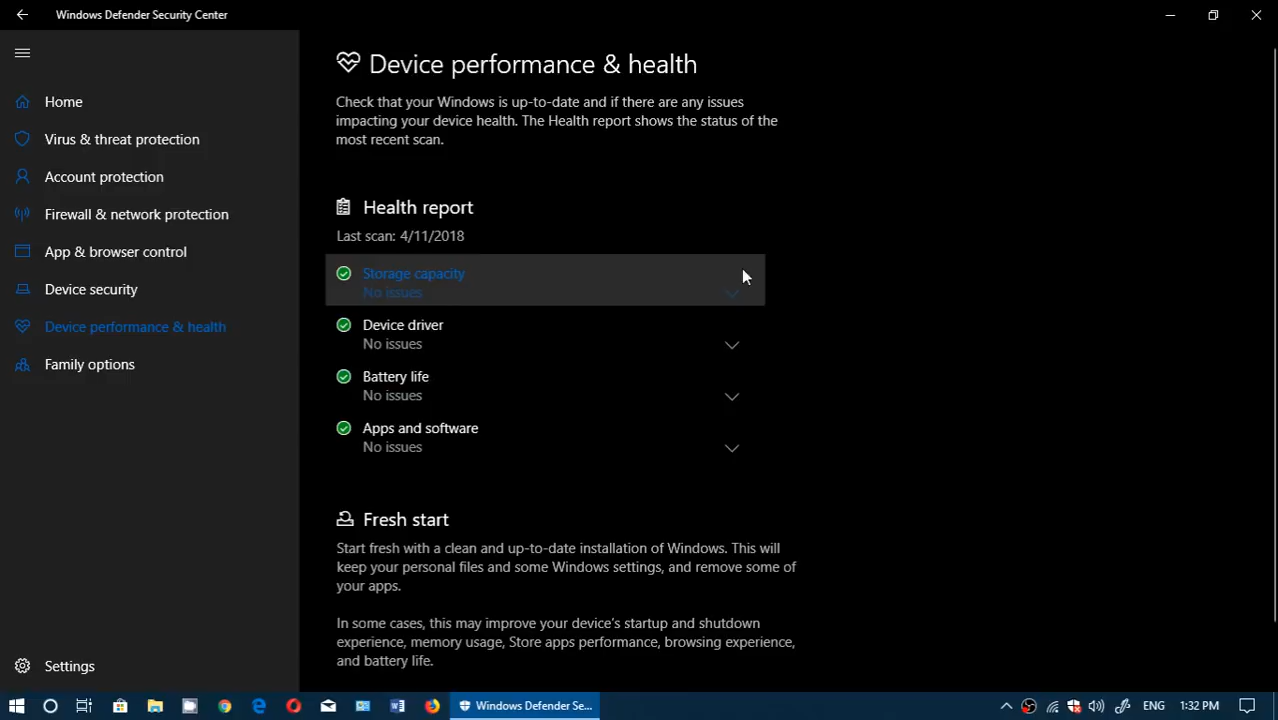 Windows Defender Security Center
Home
Virus & threat protection
Account protection
Firewall & network protection
App & browser control
Device security
Device performance & health
Family options
Settings
Device performance & health
Check that your Windows is up-to-date and if there are any issues
impacting your device health. The Health report shows the status of the
most recent scan.
Health report
Last scan: 4/11/2018
Storage capacity
No issues
Device driver
No issues
Battery life
No issues
Apps and software
No issues
Fresh start
Start fresh with a clean and up-to-date installation of Windows. This will
keep your personal files and some Windows settings, and remove some of
your apps.
In some cases, this may improve your device's startup and shutdown
experience, memory usage, Store apps performance, browsing experience,
and battery life.
Windows Defender Se...
ENG
1:32 PM